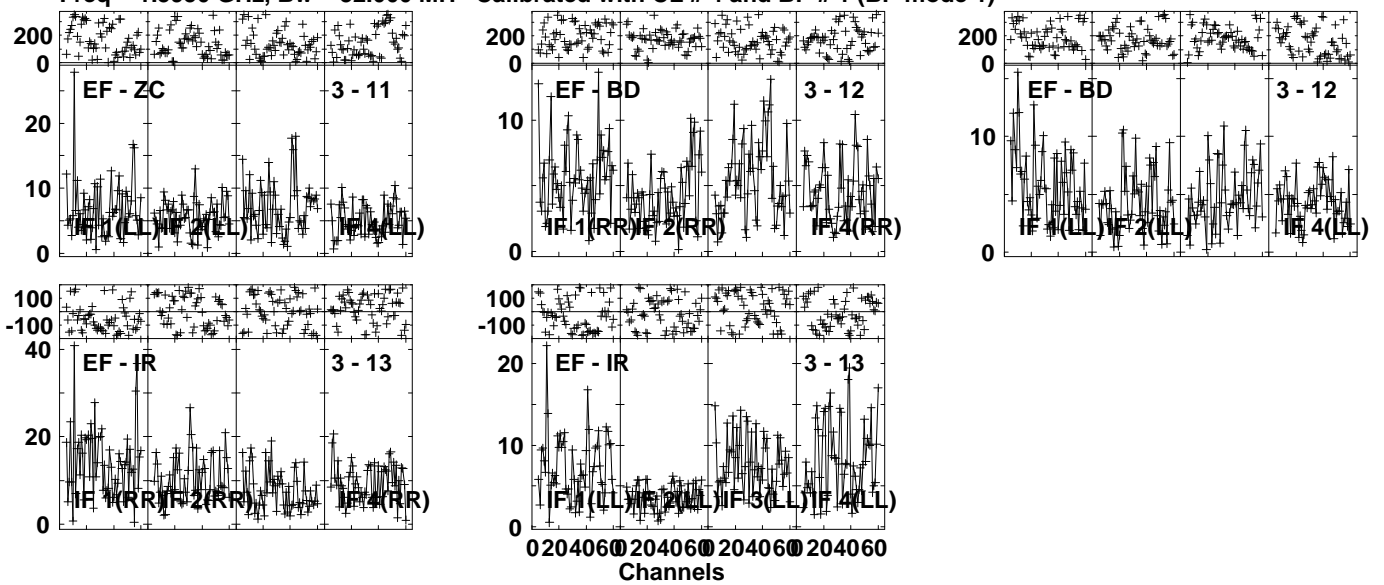 200
0
EF - ZC 3 - 11
20
10
0
IF 1(LL) IF 2(LL) IF 4(LL)
200
0
EF - BD 3 - 12
10
0
IF 1(RR) IF 2(RR) IF 4(RR)
200
0
EF - BD 3 - 12
10
0
IF 1(LL) IF 2(LL) IF 4(LL)
100
-100
EF - IR 3 - 13
40
20
0
IF 1(RR) IF 2(RR) IF 4(RR)
100
-100
EF - IR 3 - 13
20
10
0
IF 1(LL) IF 2(LL) IF 3(LL) IF 4(LL)
0 20 40 60 0 20 40 60 0 20 40 60 0 20 40 60
Channels